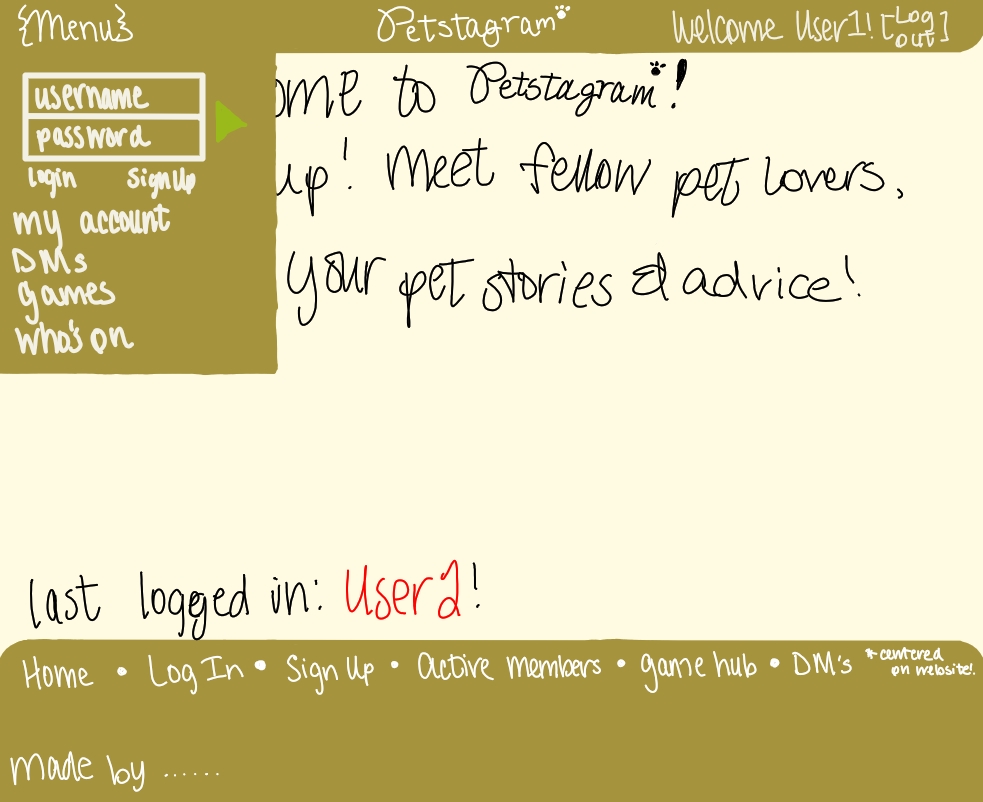 {Menu}
Petstagram
Welcome User1! [Log out]
username
password
login Sign Up
my account
DMs
games
who's on
ome to Petstagram!
up! Meet fellow pet lovers,
your pet stories & advice!
last logged in: User2!
Home • Log In • Sign Up • active members • game hub • DM's *centered on website!
Made by ......